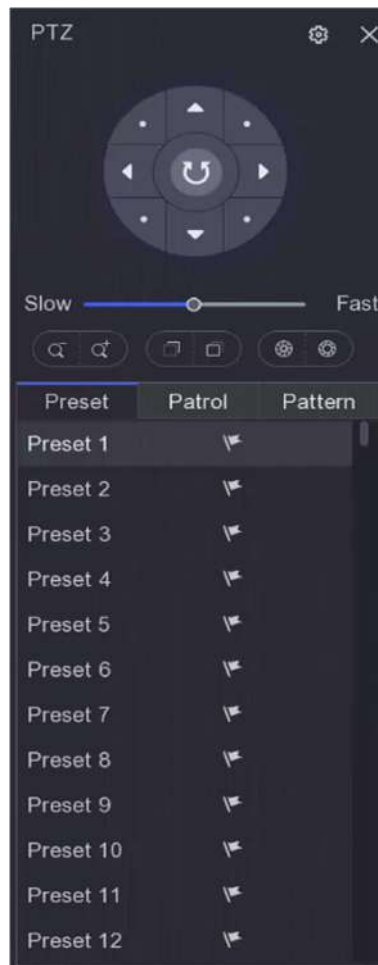 PTZ
Slow Fast
Preset Patrol Pattern
Preset 1
Preset 2
Preset 3
Preset 4
Preset 5
Preset 6
Preset 7
Preset 8
Preset 9
Preset 10
Preset 11
Preset 12